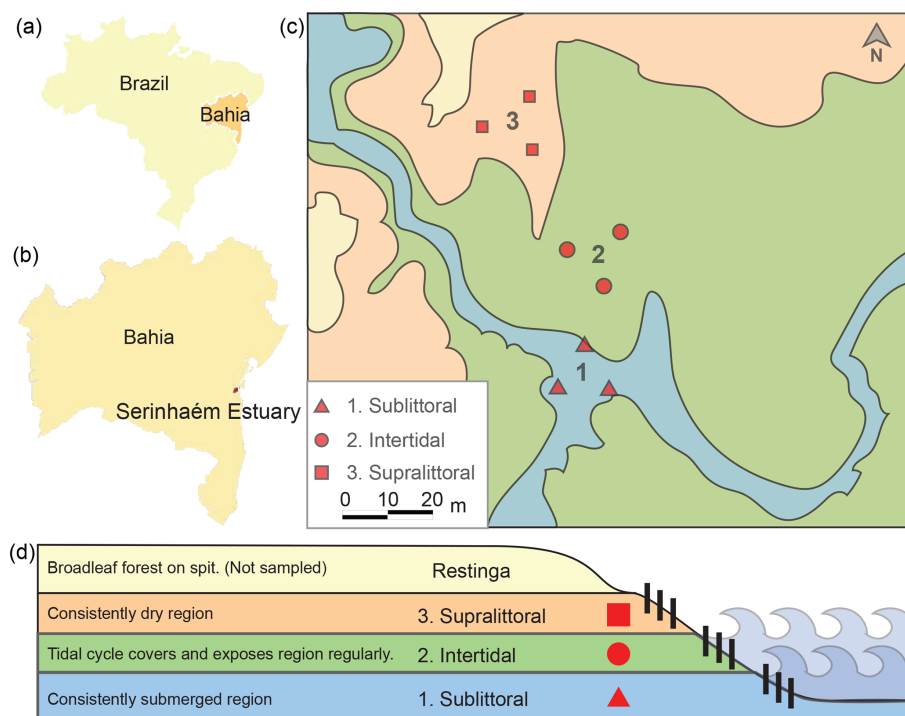 (a)
Brazil
Bahia
(b)
Bahia
Serinhaém Estuary
(c)
N
3
2
1
1. Sublittoral
2. Intertidal
3. Supralittoral
0 10 20 m
(d)
Broadleaf forest on spit. (Not sampled) Restinga
Consistently dry region 3. Supralittoral
Tidal cycle covers and exposes region regularly. 2. Intertidal
Consistently submerged region 1. Sublittoral